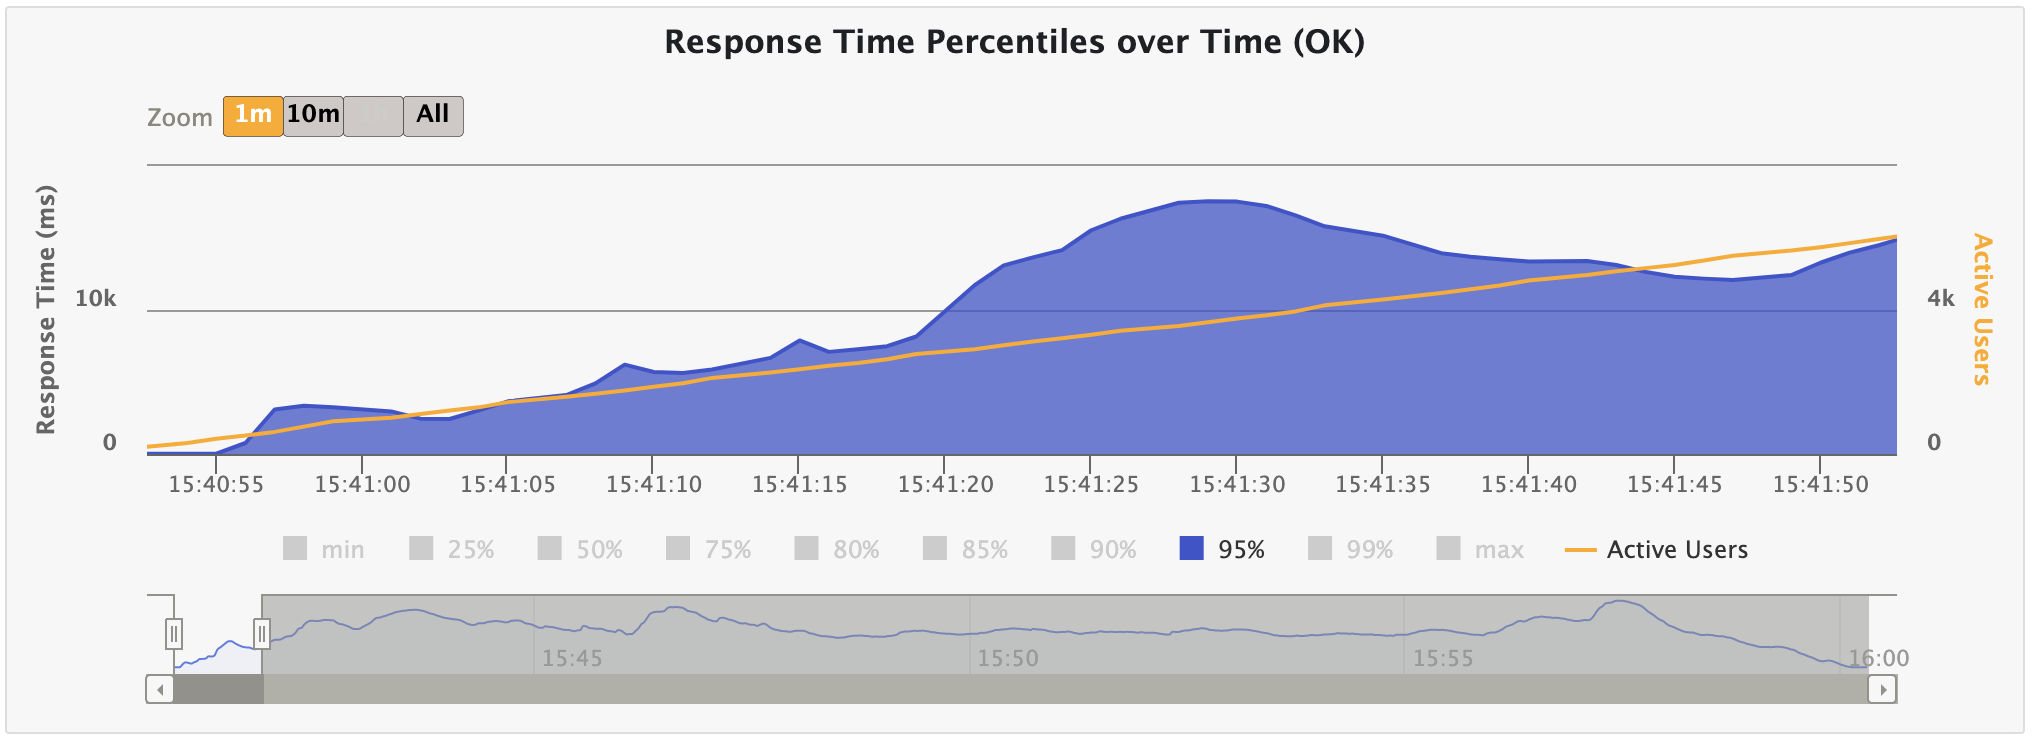 Response Time Percentiles over Time (OK)
Zoom 1m 10m 1h All
Response Time (ms)
10k
0
4k
0
Active Users
15:40:55 15:41:00 15:41:05 15:41:10 15:41:15 15:41:20 15:41:25 15:41:30 15:41:35 15:41:40 15:41:45 15:41:50
min 25% 50% 75% 80% 85% 90% 95% 99% max Active Users
15:45 15:50 15:55 16:00